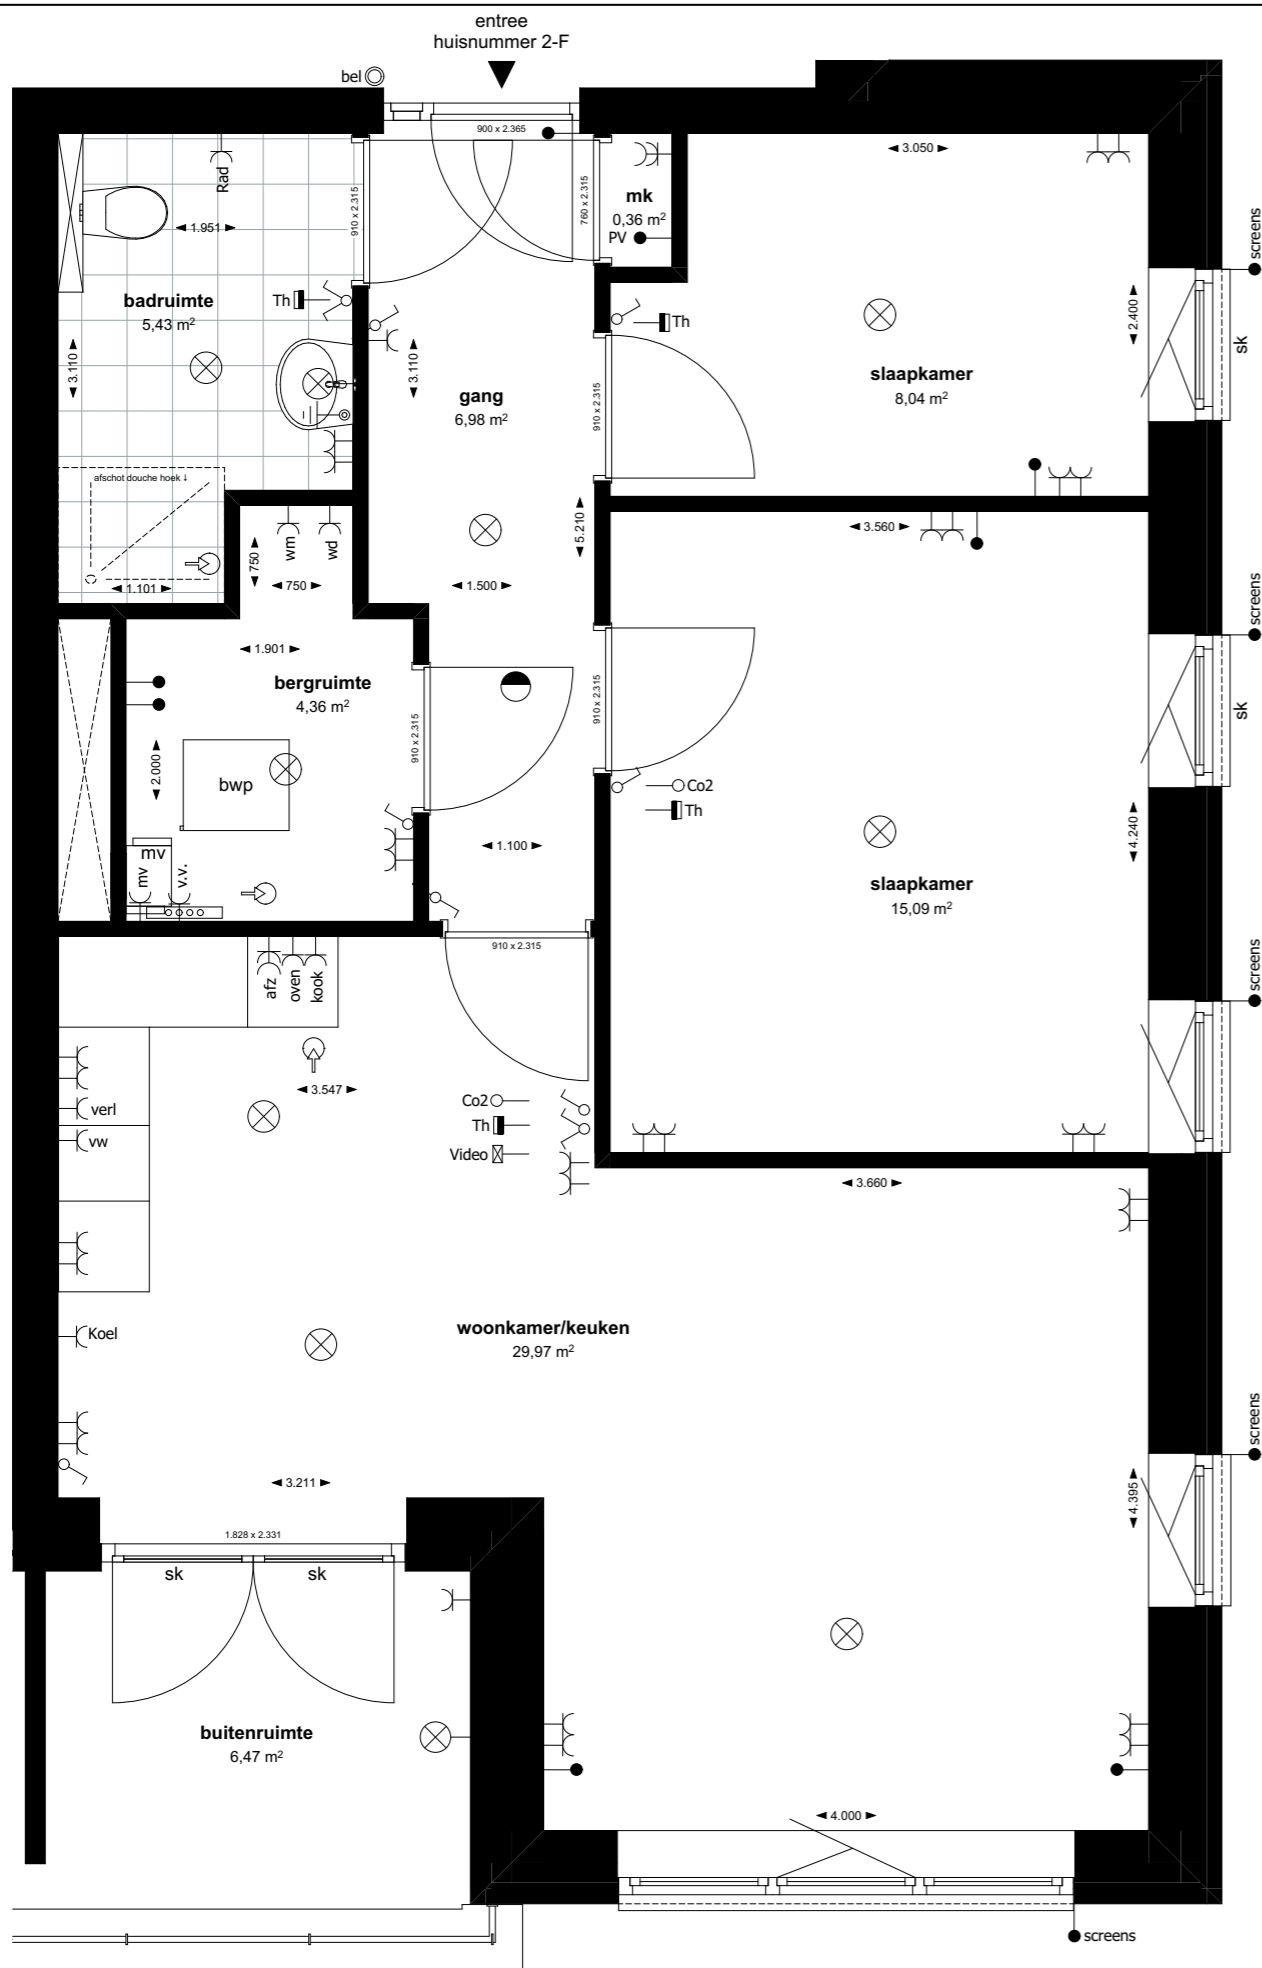 entree
huisnummer 2-F
bel
900 x 2.365
3.050
Rad
910 x 2.315
760 x 2.315
mk
0,36 m²
PV
1.951
screens
badruimte
5,43 m²
Th
Th
2.400
sk
3.110
3.110
gang
6,98 m²
910 x 2.315
slaapkamer
8,04 m²
afschot douche hoek ↓
5.210
3.560
750
wm
wd
1.101
750
1.500
screens
1.901
bergruimte
4,36 m²
910 x 2.315
910 x 2.315
sk
2.000
bwp
Co2
Th
1.100
4.240
mv
mv
v.v.
slaapkamer
15,09 m²
910 x 2.315
screens
afz
oven
kook
3.547
Co2
verl
Th
vw
Video
3.660
woonkamer/keuken
29,97 m²
Koel
screens
3.211
4.395
1.828 x 2.331
sk
sk
buitenruimte
6,47 m²
4.000
screens